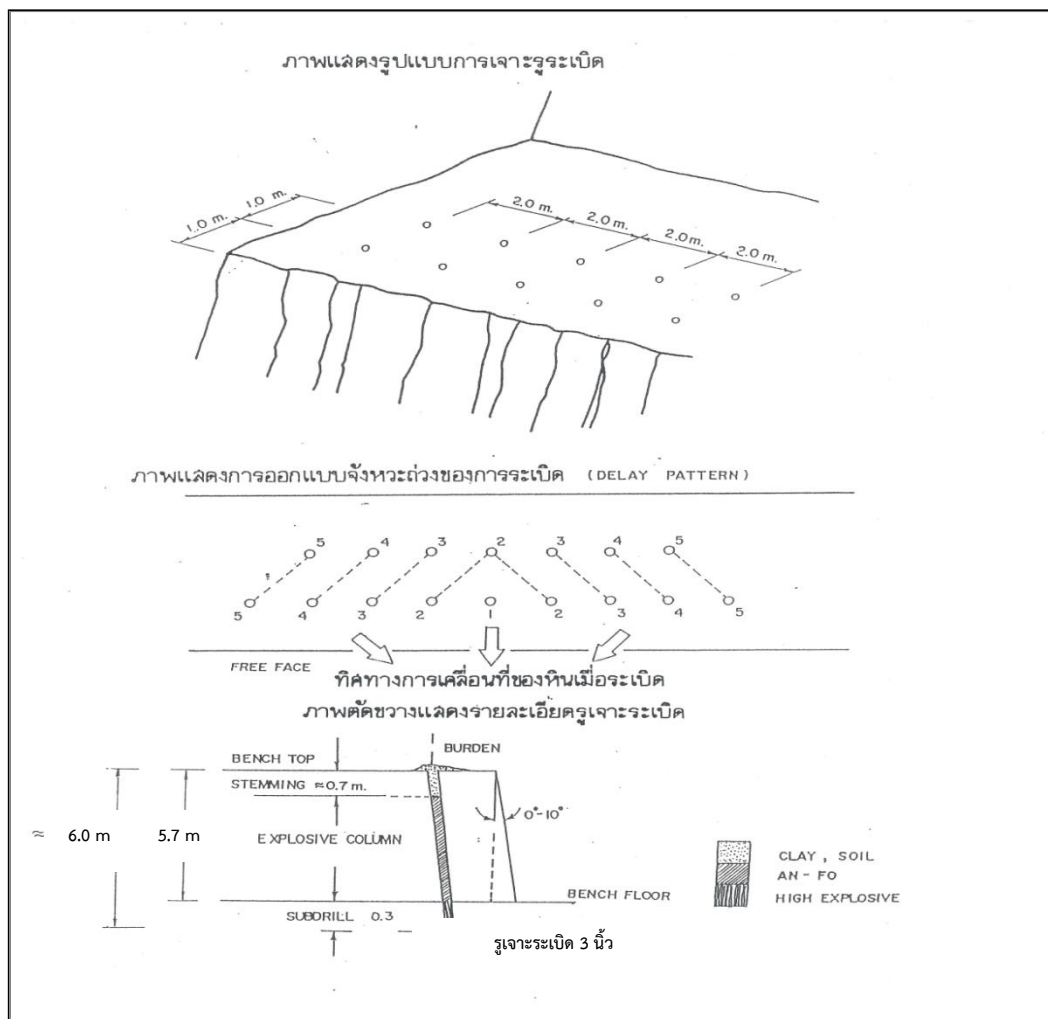 ภาพแสดงรูปแบบการเจาะรูระเบิด
1.0 m. 1.0 m.
2.0 m. 2.0 m. 2.0 m. 2.0 m.
ภาพแสดงการออกแบบจังหวะถ่วงของการระเบิด (DELAY PATTERN)
5 4 3 2 3 4 5
5 4 3 2 1 2 3 4 5
FREE FACE
ทิศทางการเคลื่อนที่ของหินเมื่อระเบิด
ภาพตัดขวางแสดงรายละเอียดรูเจาะระเบิด
BURDEN
BENCH TOP
STEMMING ≈0.7 m.
0°-10°
≈ 6.0 m 5.7 m
EXPLOSIVE COLUMN
CLAY, SOIL
AN-FO
BENCH FLOOR
HIGH EXPLOSIVE
SUBDRILL 0.3
รูเจาะระเบิด 3 นิ้ว